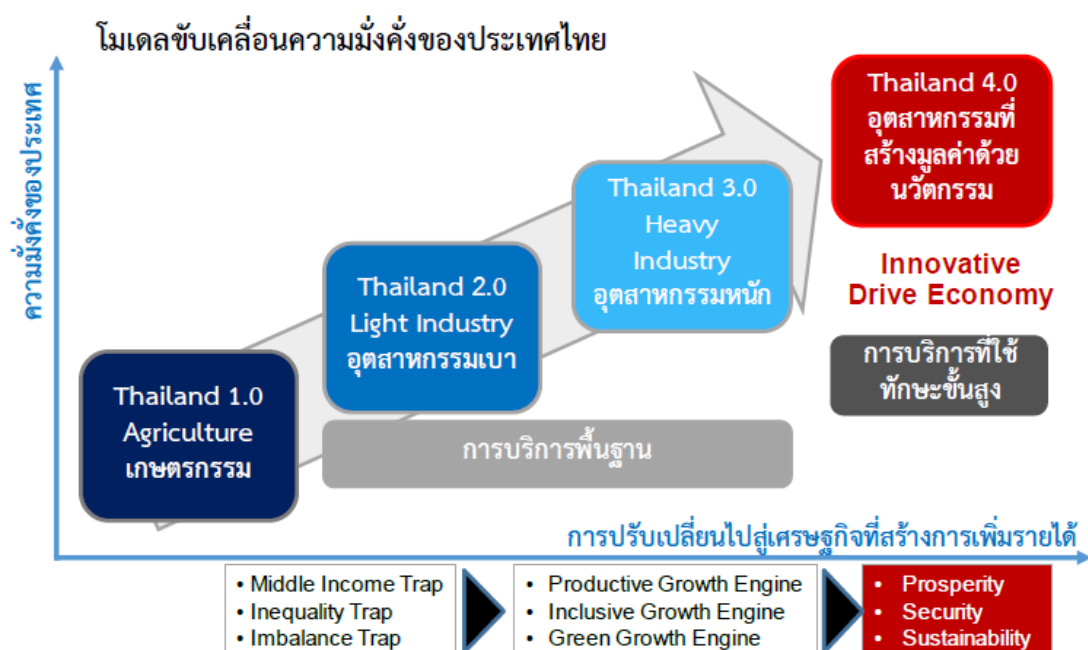 โมเดลขับเคลื่อนความมั่งคั่งของประเทศไทย
ความมั่งคั่งของประเทศ
Thailand 1.0
Agriculture
เกษตรกรรม
Thailand 2.0
Light Industry
อุตสาหกรรมเบา
Thailand 3.0
Heavy
Industry
อุตสาหกรรมหนัก
Thailand 4.0
อุตสาหกรรมที่
สร้างมูลค่าด้วย
นวัตกรรม
Innovative
Drive Economy
การบริการที่ใช้
ทักษะขั้นสูง
การบริการพื้นฐาน
การปรับเปลี่ยนไปสู่เศรษฐกิจที่สร้างการเพิ่มรายได้
• Middle Income Trap
• Inequality Trap
• Imbalance Trap
• Productive Growth Engine
• Inclusive Growth Engine
• Green Growth Engine
• Prosperity
• Security
• Sustainability